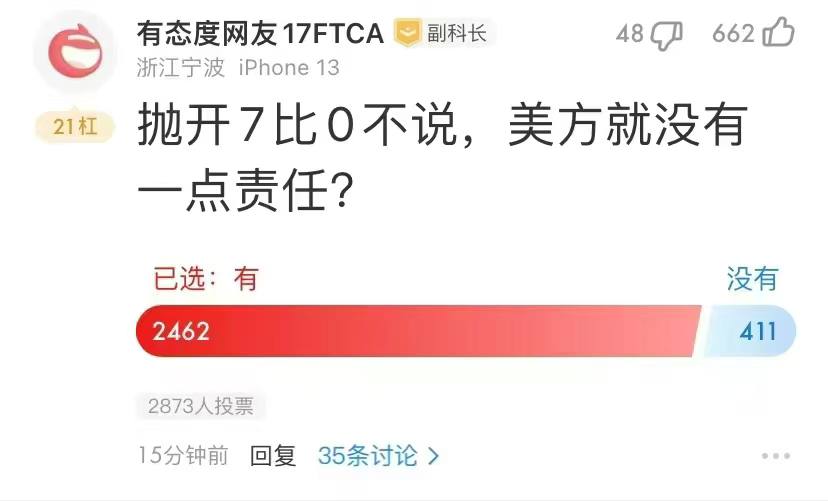 有态度网友17FTCA 副科长 48 662
浙江宁波 iPhone 13
21杠
抛开7比0不说，美方就没有
一点责任？
已选：有 没有
2462 411
2873人投票
15分钟前 回复 35条讨论 >